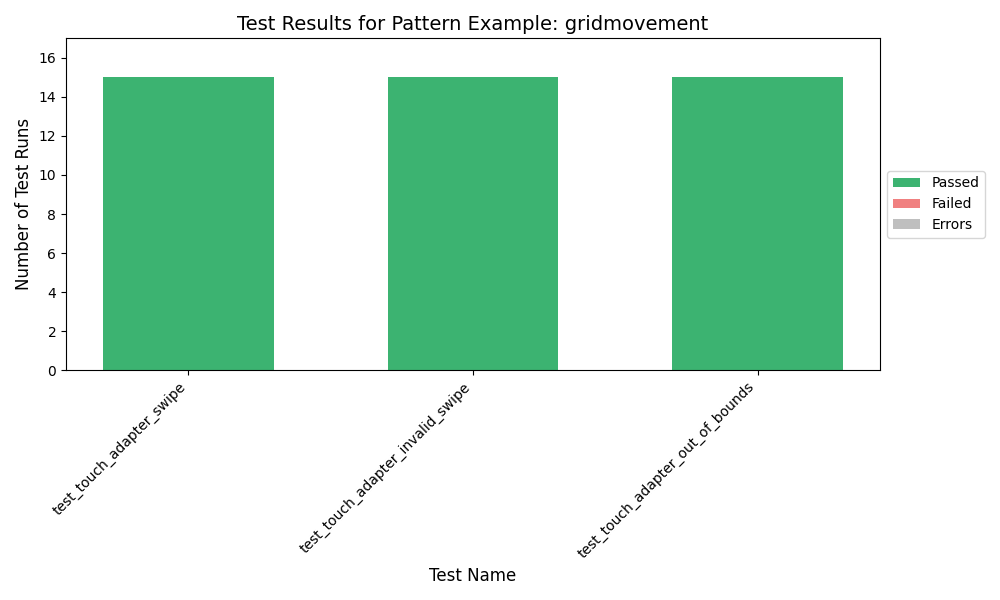 Test Results for Pattern Example: gridmovement
Number of Test Runs
16
14
12
10
8
6
4
2
0
Passed
Failed
Errors
test_touch_adapter_swipe
test_touch_adapter_invalid_swipe
test_touch_adapter_out_of_bounds
Test Name